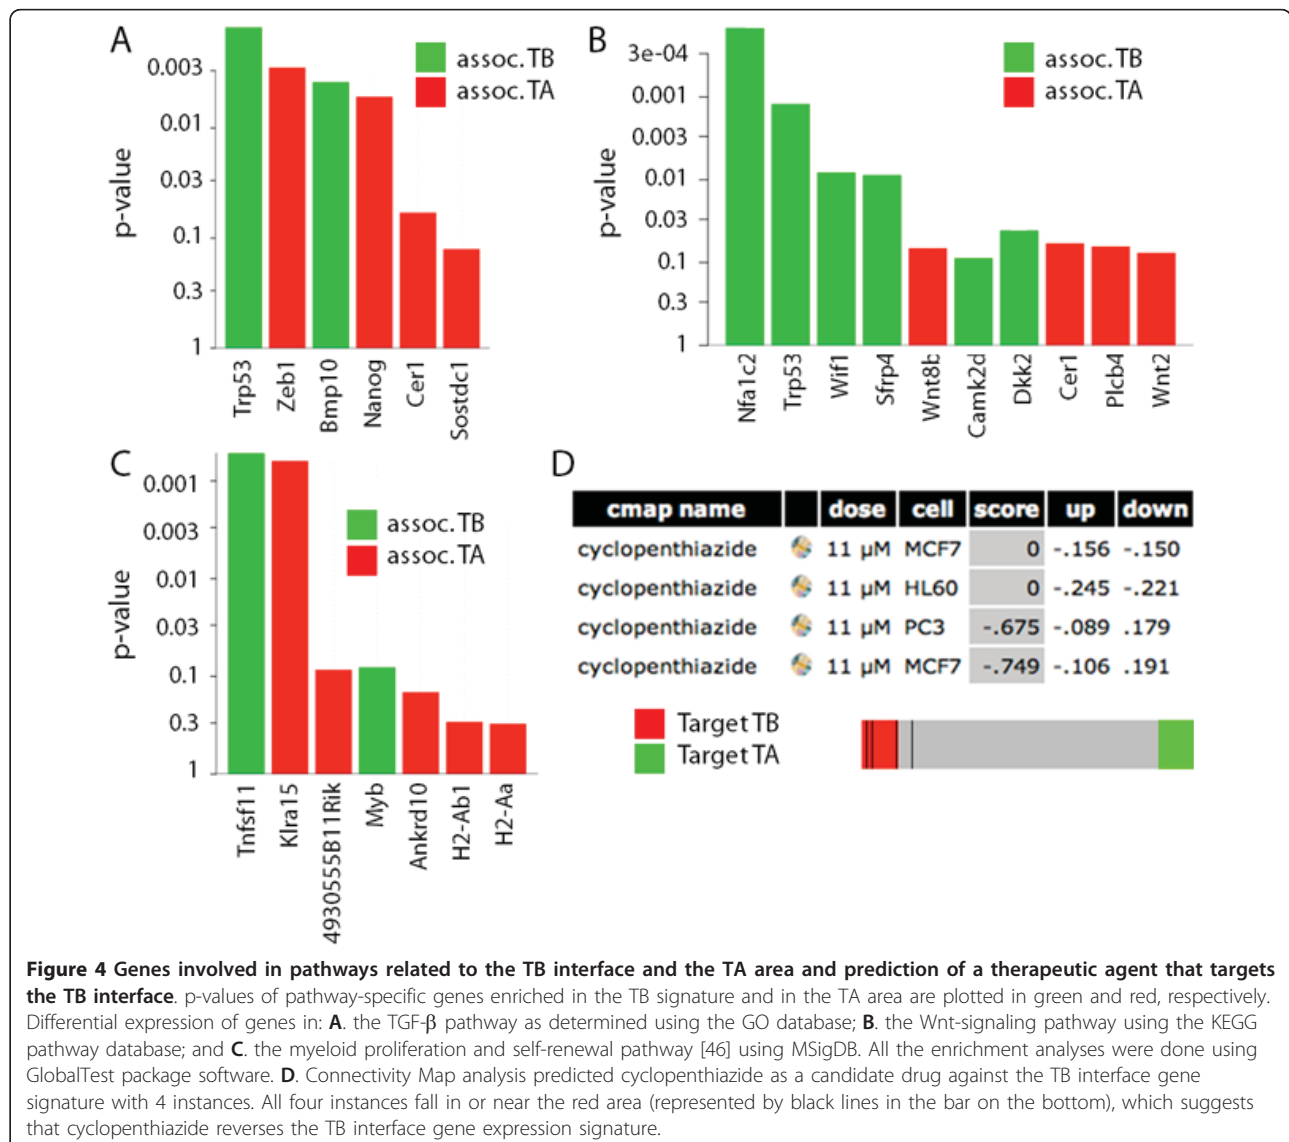 A
p-value
0.003
0.01
0.03
0.1
0.3
1
assoc. TB
assoc. TA
Trp53
Zeb1
Bmp10
Nanog
Cer1
Sostdc1
B
p-value
3e-04
0.001
0.003
0.01
0.03
0.1
0.3
1
assoc. TB
assoc. TA
Nfa1c2
Trp53
Wif1
Sfrp4
Wnt8b
Camk2d
Dkk2
Cer1
Plcb4
Wnt2
C
p-value
0.001
0.003
0.01
0.03
0.1
0.3
1
assoc. TB
assoc. TA
Tnfsf11
Klra15
4930555B11Rik
Myb
Ankrd10
H2-Ab1
H2-Aa
D
cmap name dose cell score up down
cyclopenthiazide 11 µM MCF7 0 -.156 -.150
cyclopenthiazide 11 µM HL60 0 -.245 -.221
cyclopenthiazide 11 µM PC3 -.675 -.089 .179
cyclopenthiazide 11 µM MCF7 -.749 -.106 .191
Target TB
Target TA
Figure 4 Genes involved in pathways related to the TB interface and the TA area and prediction of a therapeutic agent that targets
the TB interface. p-values of pathway-specific genes enriched in the TB signature and in the TA area are plotted in green and red, respectively.
Differential expression of genes in: A. the TGF-β pathway as determined using the GO database; B. the Wnt-signaling pathway using the KEGG
pathway database; and C. the myeloid proliferation and self-renewal pathway [46] using MSigDB. All the enrichment analyses were done using
GlobalTest package software. D. Connectivity Map analysis predicted cyclopenthiazide as a candidate drug against the TB interface gene
signature with 4 instances. All four instances fall in or near the red area (represented by black lines in the bar on the bottom), which suggests
that cyclopenthiazide reverses the TB interface gene expression signature.